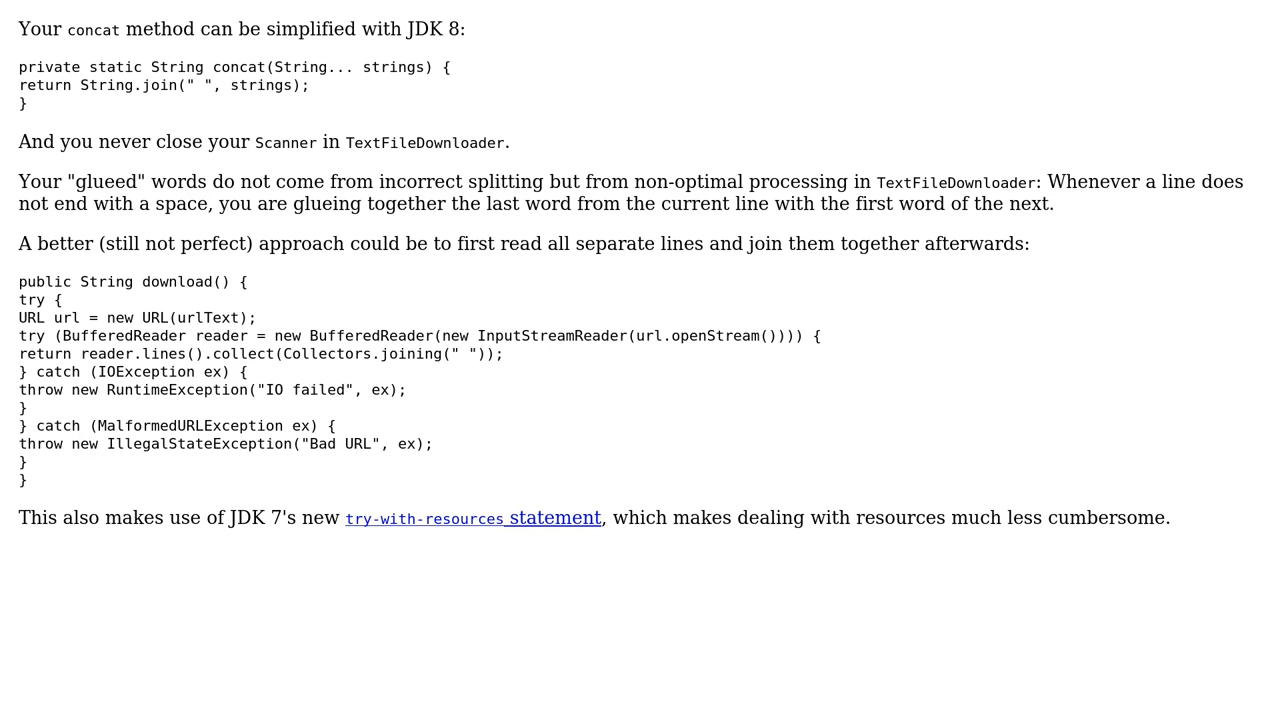 Your concat method can be simplified with JDK 8:
private static String concat(String... strings) {
return String.join(" ", strings);
}
And you never close your Scanner in TextFileDownloader.
Your "glueed" words do not come from incorrect splitting but from non-optimal processing in TextFileDownloader: Whenever a line does
not end with a space, you are glueing together the last word from the current line with the first word of the next.
A better (still not perfect) approach could be to first read all separate lines and join them together afterwards:
public String download() {
try {
URL url = new URL(urlText);
try (BufferedReader reader = new BufferedReader(new InputStreamReader(url.openStream()))) {
return reader.lines().collect(Collectors.joining(" "));
} catch (IOException ex) {
throw new RuntimeException("IO failed", ex);
}
} catch (MalformedURLException ex) {
throw new IllegalStateException("Bad URL", ex);
}
}
This also makes use of JDK 7's new try-with-resources statement, which makes dealing with resources much less cumbersome.